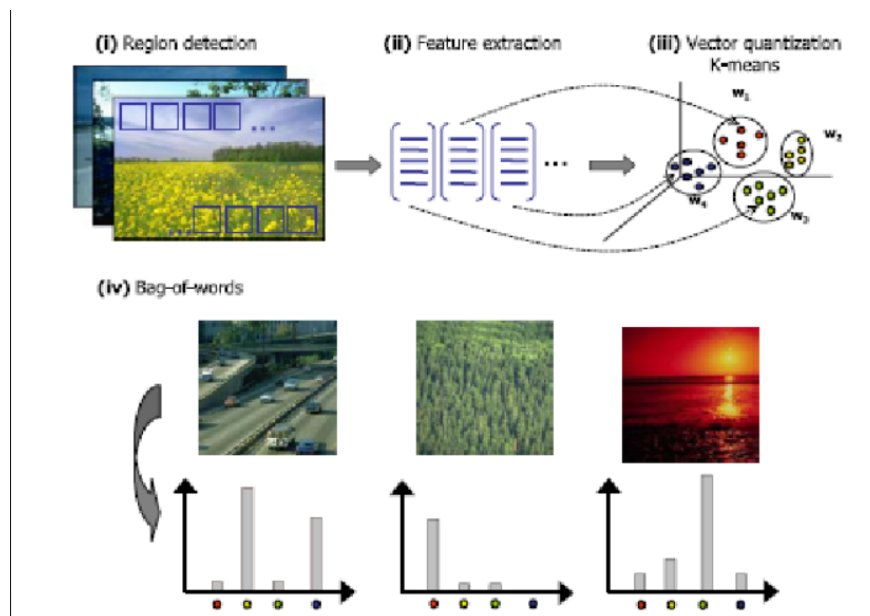 (i) Region detection
(ii) Feature extraction
(iii) Vector quantization
K-means
w1
w2
w3
w4
(iv) Bag-of-words